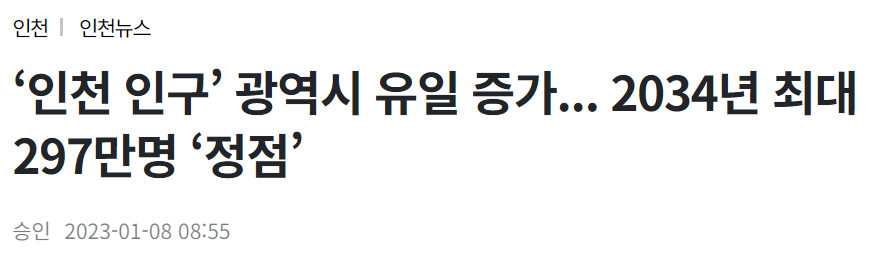 인천 | 인천뉴스
‘인천 인구’ 광역시 유일 증가... 2034년 최대
297만명 ‘정점’
승인 2023-01-08 08:55